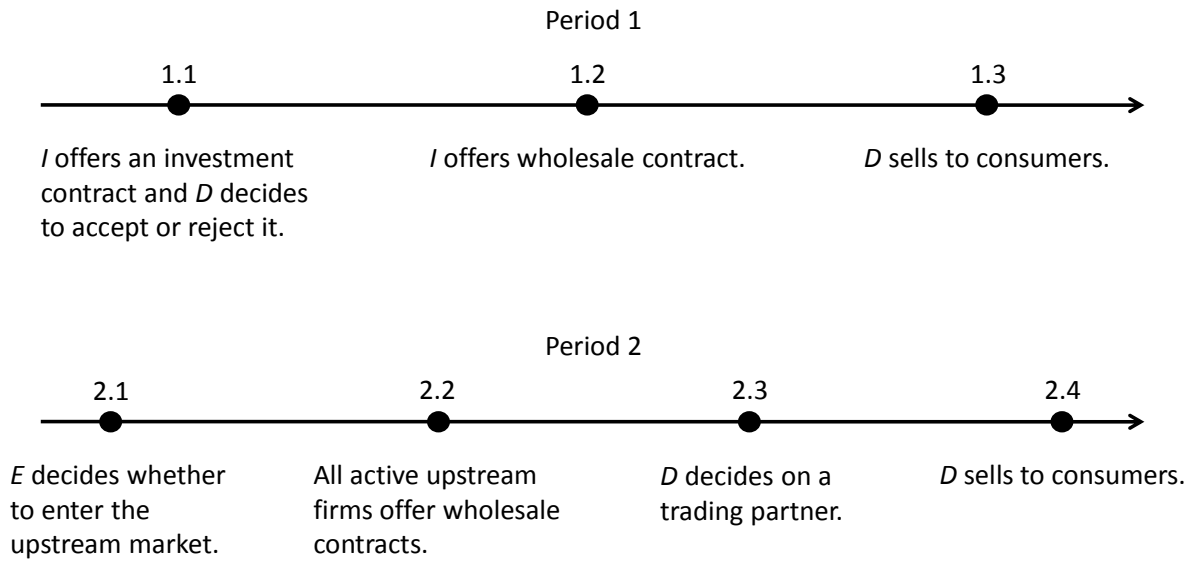 Period 1
1.1
1.2
1.3
I offers an investment
contract and D decides
to accept or reject it.
I offers wholesale contract.
D sells to consumers.
Period 2
2.1
2.2
2.3
2.4
E decides whether
to enter the
upstream market.
All active upstream
firms offer wholesale
contracts.
D decides on a
trading partner.
D sells to consumers.